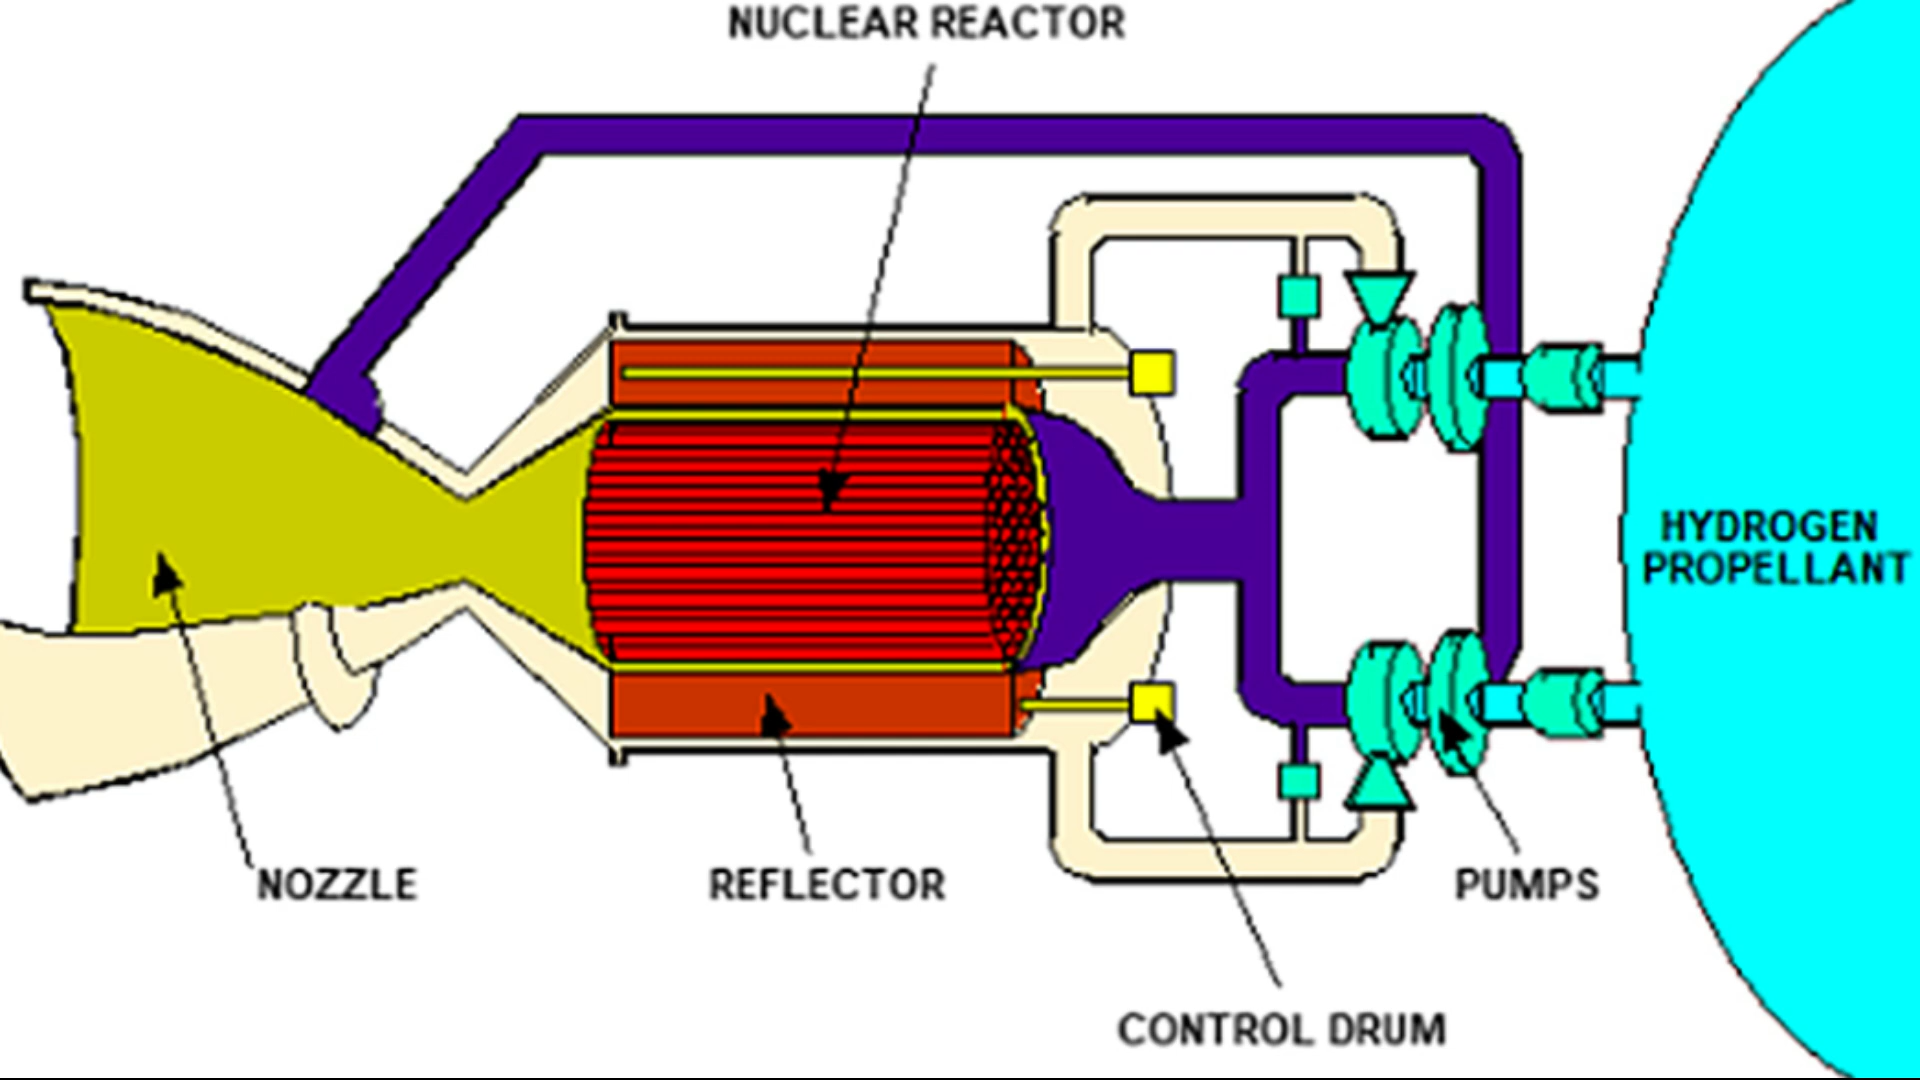 NUCLEAR REACTOR
HYDROGEN
PROPELLANT
NOZZLE
REFLECTOR
PUMPS
CONTROL DRUM